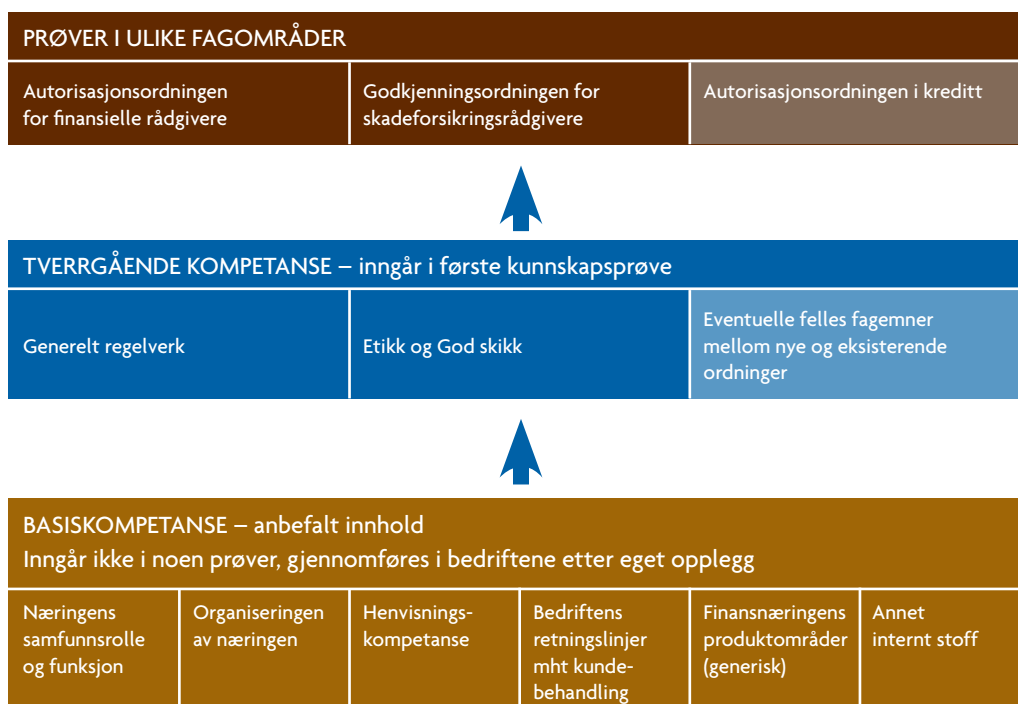 PRØVER I ULIKE FAGOMRÅDER
Autorisasjonsordningen
for finansielle rådgivere
Godkjenningsordningen for
skadeforsikringsrådgivere
Autorisasjonsordningen i kreditt
TVERRGÅENDE KOMPETANSE – inngår i første kunnskapsprøve
Generelt regelverk
Etikk og God skikk
Eventuelle felles fagemner
mellom nye og eksisterende
ordninger
BASISKOMPETANSE – anbefalt innhold
Inngår ikke i noen prøver, gjennomføres i bedriftene etter eget opplegg
Næringens
samfunnsrolle
og funksjon
Organiseringen
av næringen
Henvisnings-
kompetanse
Bedriftens
retningslinjer
mht kunde-
behandling
Finansnæringens
produktområder
(generisk)
Annet
internt stoff